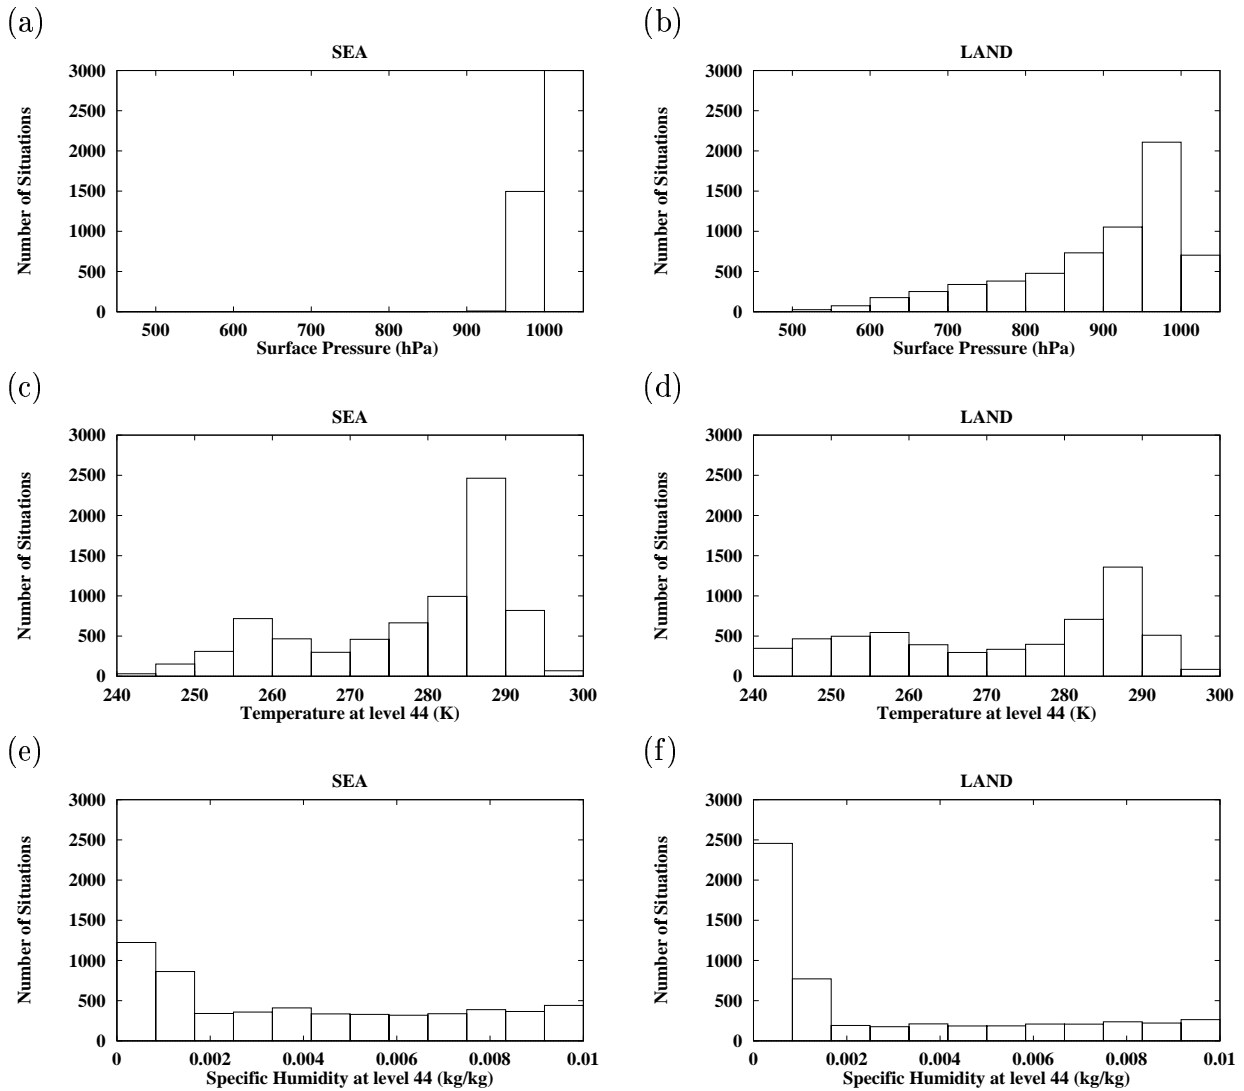 (a)
SEA
Number of Situations
3000
2500
2000
1500
1000
500
0
500 600 700 800 900 1000
Surface Pressure (hPa)
(b)
LAND
Number of Situations
3000
2500
2000
1500
1000
500
0
500 600 700 800 900 1000
Surface Pressure (hPa)
(c)
SEA
Number of Situations
3000
2500
2000
1500
1000
500
0
240 250 260 270 280 290 300
Temperature at level 44 (K)
(d)
LAND
Number of Situations
3000
2500
2000
1500
1000
500
0
240 250 260 270 280 290 300
Temperature at level 44 (K)
(e)
SEA
Number of Situations
3000
2500
2000
1500
1000
500
0
0 0.002 0.004 0.006 0.008 0.01
Specific Humidity at level 44 (kg/kg)
(f)
LAND
Number of Situations
3000
2500
2000
1500
1000
500
0
0 0.002 0.004 0.006 0.008 0.01
Specific Humidity at level 44 (kg/kg)